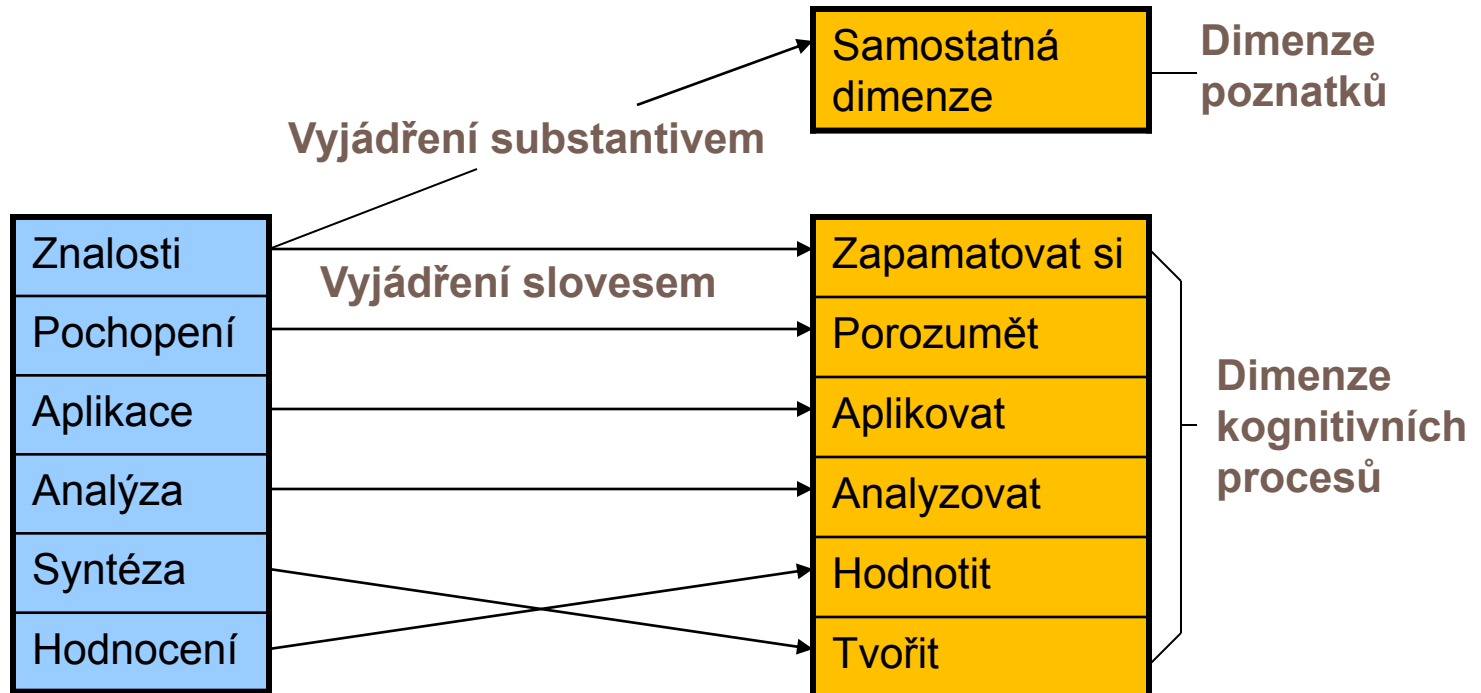 Samostatná
dimenze
Dimenze
poznatků
Vyjádření substantivem
Znalosti
Pochopení
Aplikace
Analýza
Syntéza
Hodnocení
Vyjádření slovesem
Zapamatovat si
Porozumět
Aplikovat
Analyzovat
Hodnotit
Tvořit
Dimenze
kognitivních
procesů